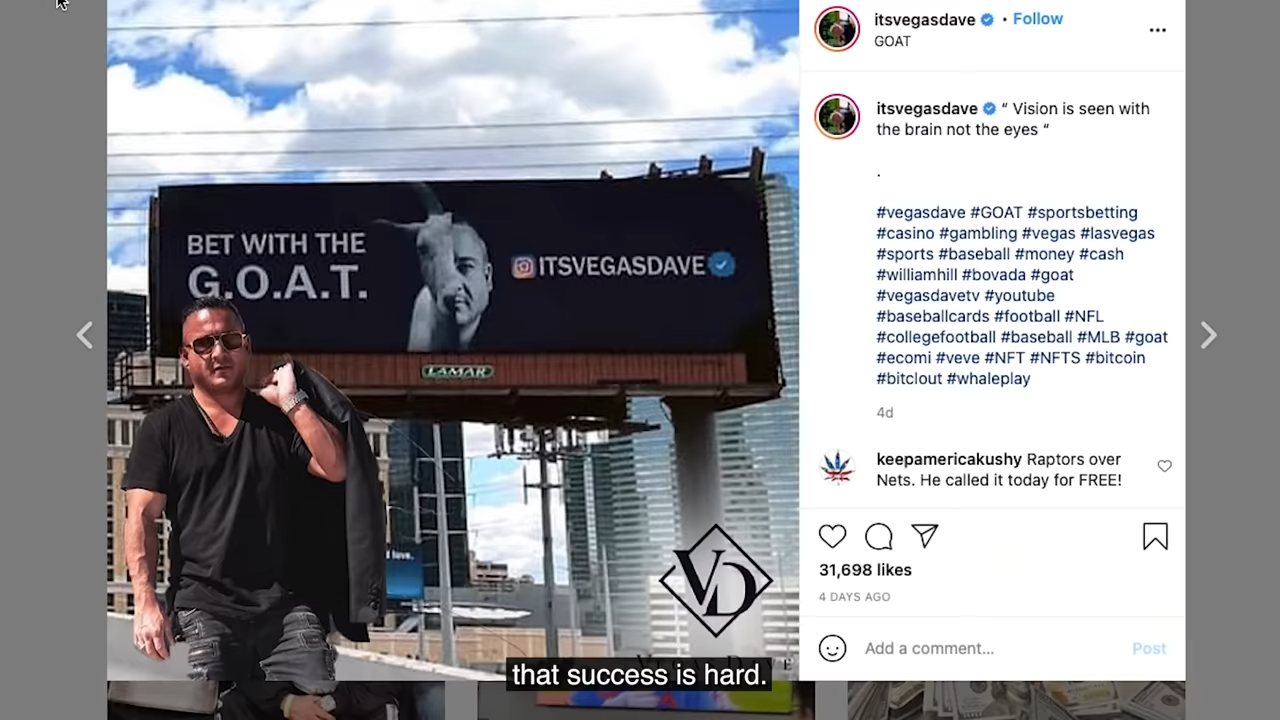 itsvegasdave • Follow
GOAT
itsvegasdave “ Vision is seen with
the brain not the eyes “
.
#vegasdave #GOAT #sportsbetting
#casino #gambling #vegas #lasvegas
#sports #baseball #money #cash
#williamhill #bovada #goat
#vegasdavetv #youtube
#baseballcards #football #NFL
#collegefootball #baseball #MLB #goat
#ecomi #veve #NFT #NFTS #bitcoin
#bitclout #whaleplay
4d
keepamericakushy Raptors over
Nets. He called it today for FREE!
31,698 likes
4 DAYS AGO
Add a comment...
Post
BET WITH THE
G.O.A.T.
ITSVEGASDAVE
LAMAR
love.
VD
that success is hard.